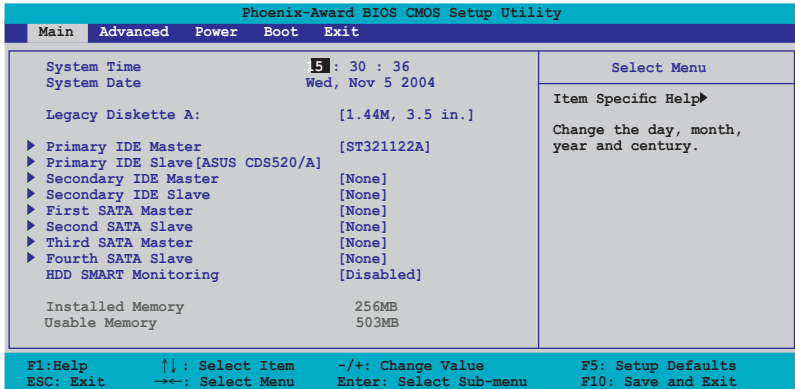 Phoenix-Award BIOS CMOS Setup Utility
Main Advanced Power Boot Exit
System Time 15 : 30 : 36
System Date Wed, Nov 5 2004
Legacy Diskette A: [1.44M, 3.5 in.]
Primary IDE Master [ST321122A]
Primary IDE Slave[ASUS CDS520/A]
Secondary IDE Master [None]
Secondary IDE Slave [None]
First SATA Master [None]
Second SATA Slave [None]
Third SATA Master [None]
Fourth SATA Slave [None]
HDD SMART Monitoring [Disabled]
Installed Memory 256MB
Usable Memory 503MB
Select Menu
Item Specific Help
Change the day, month,
year and century.
F1:Help ↑↓: Select Item -/+: Change Value F5: Setup Defaults
ESC: Exit →←: Select Menu Enter: Select Sub-menu F10: Save and Exit